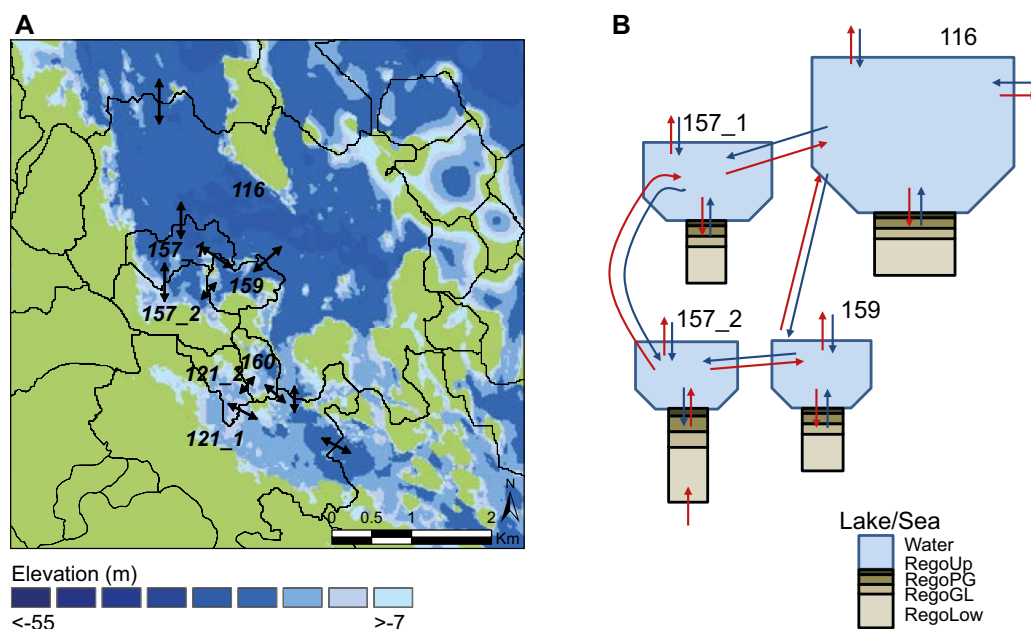 A
116
157_1
159
157_2
160
121_2
121_1
N
0 0.5 1 2
Km
Elevation (m)
<-55 >-7
B
116
157_1
157_2
159
Lake/Sea
Water
RegoUp
RegoPG
RegoGL
RegoLow